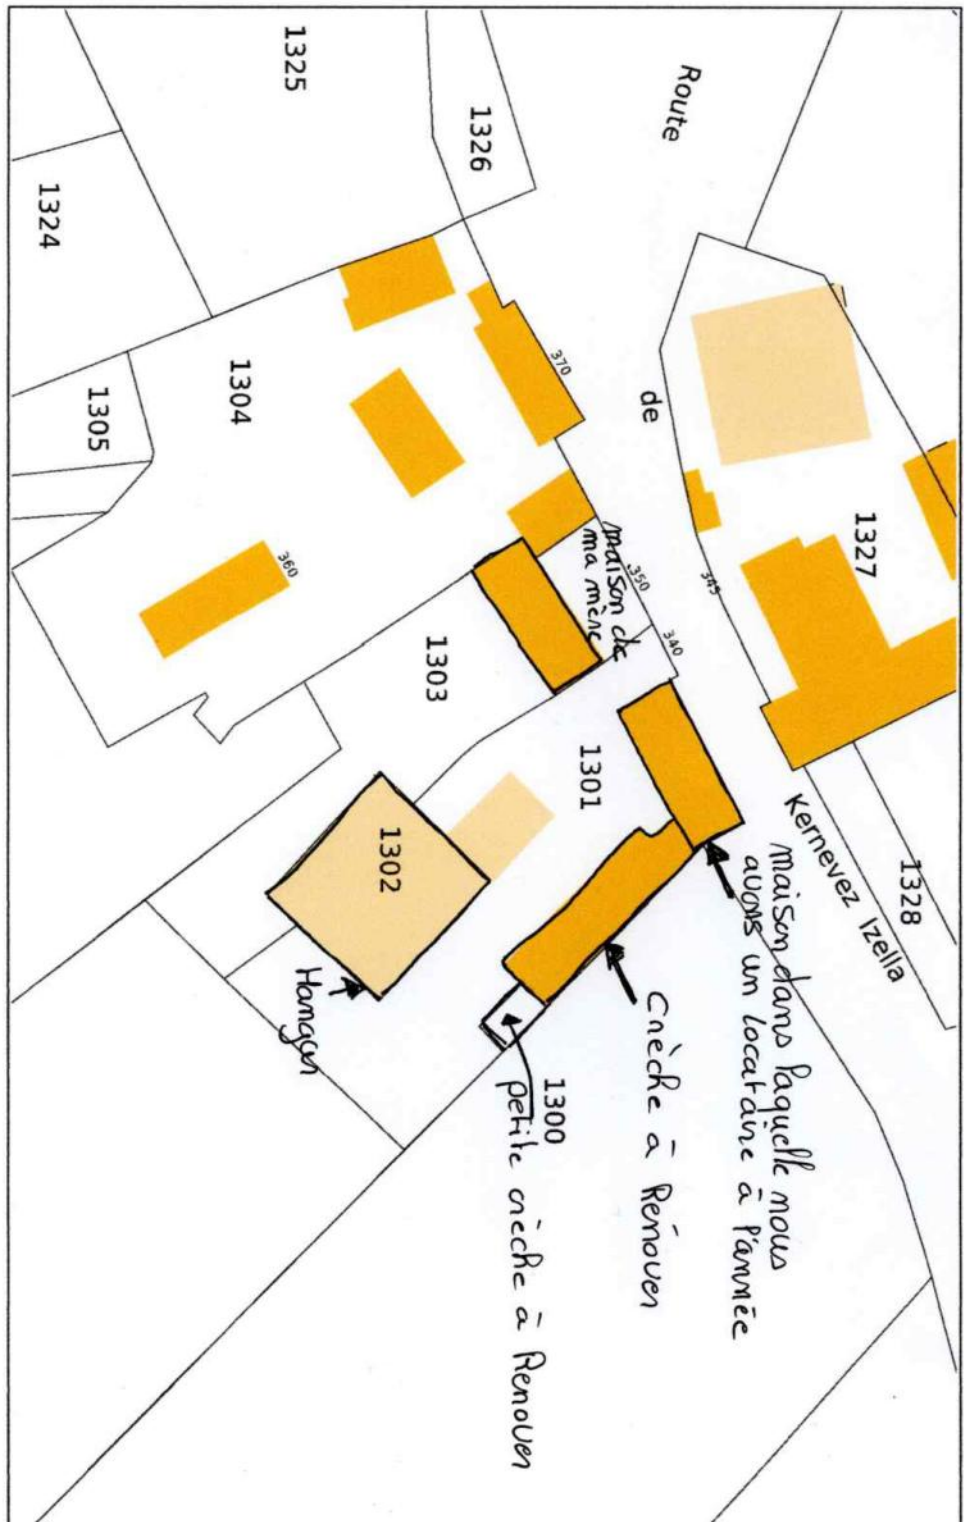 1325
1326
1324
Route
de
Kernevez Izella
1304
1305
370
360
350
340
345
1327
1328
1303
1301
1302
1300
maison de
ma mère
maison dans laquelle nous
avons un locataire à l'année
Crèche à Rénover
petite crèche à Renover
Hangar